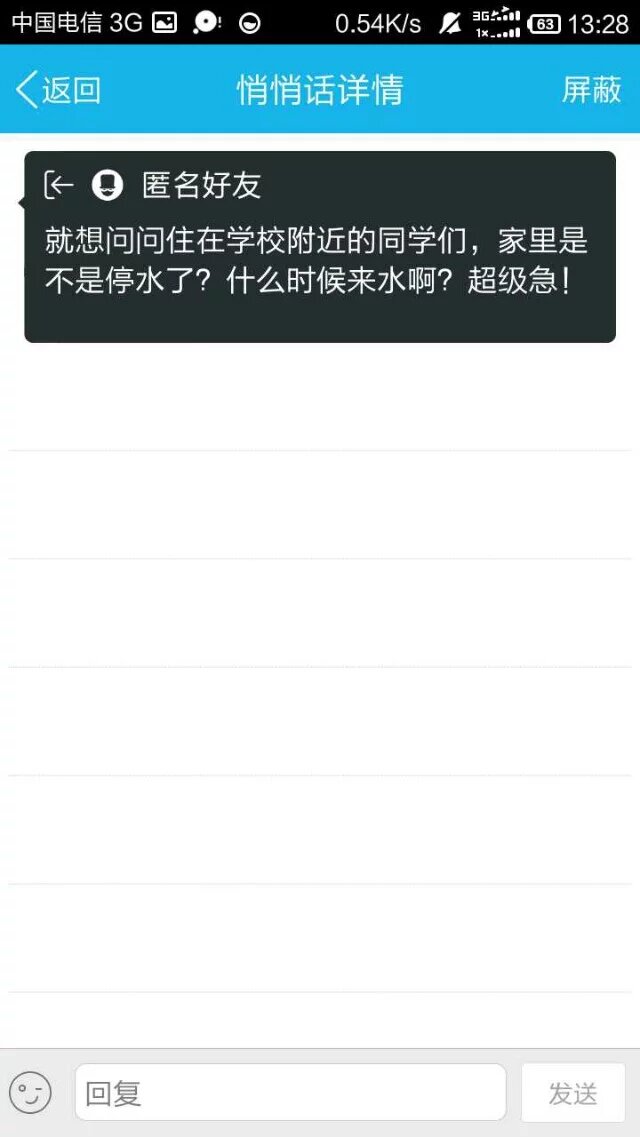 中国电信 3G 0.54K/s 3G 1x 63 13:28
返回 悄悄话详情 屏蔽
匿名好友
就想问问住在学校附近的同学们，家里是
不是停水了？什么时候来水啊？超级急！
回复 发送